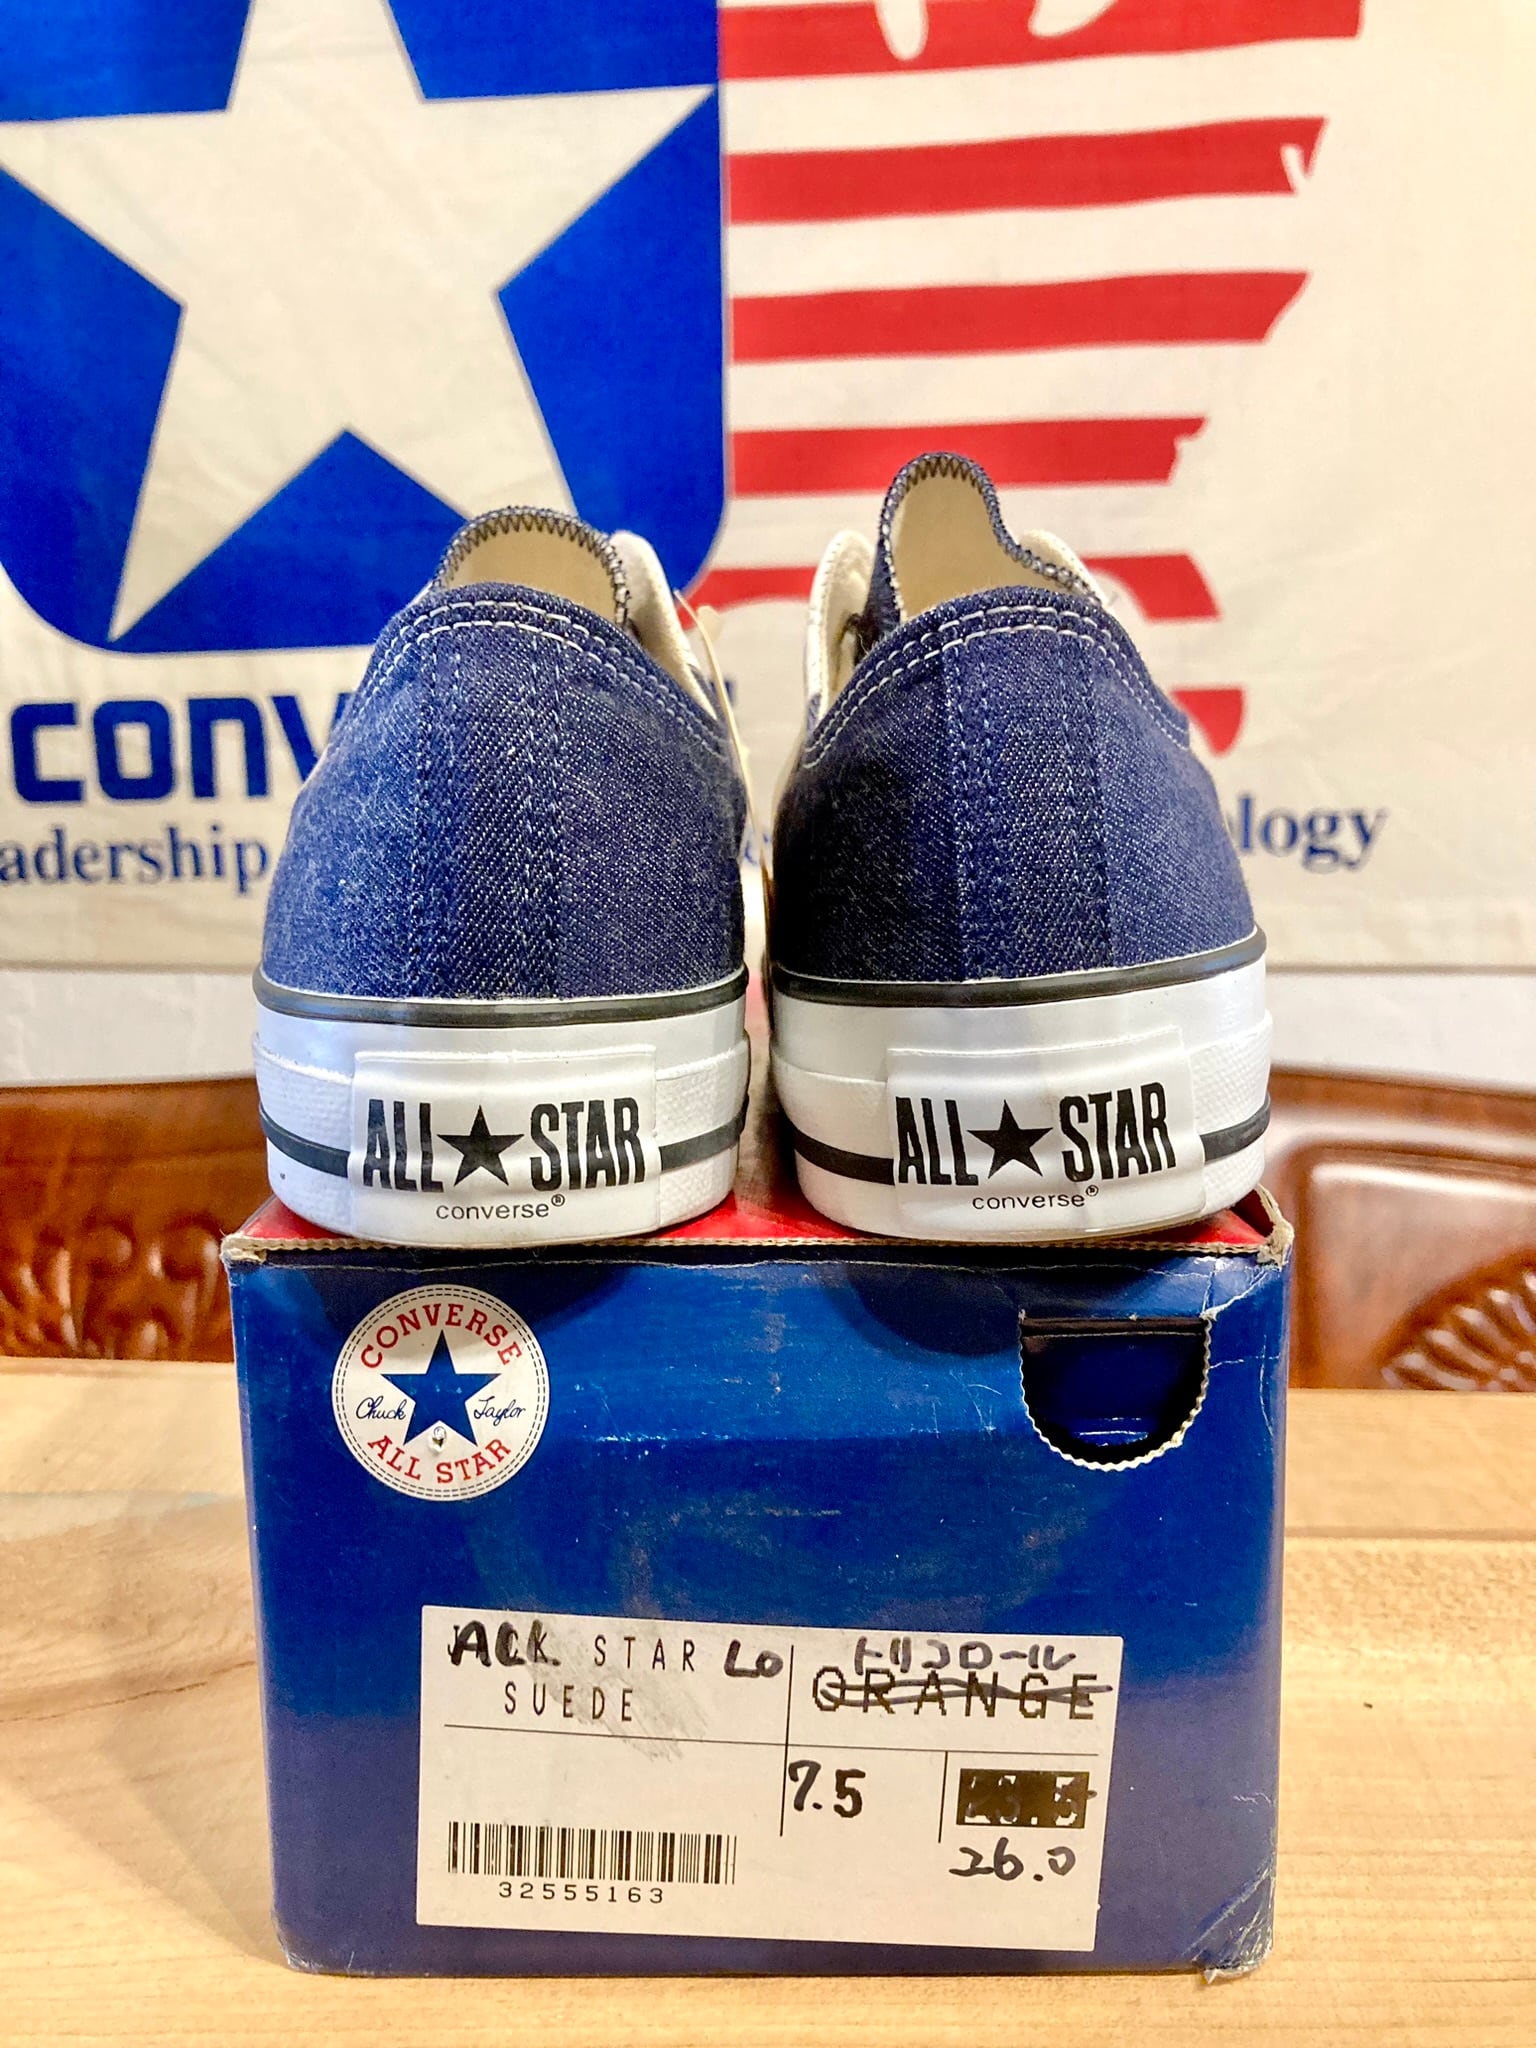 conv
adership
ology
ALL★STAR
converse®
ALL★STAR
converse®
CONVERSE
Chuck Taylor
ALL STAR
ALL STAR Lo
トリコロール
SUEDE
ORANGE
7.5
26.0
32555163